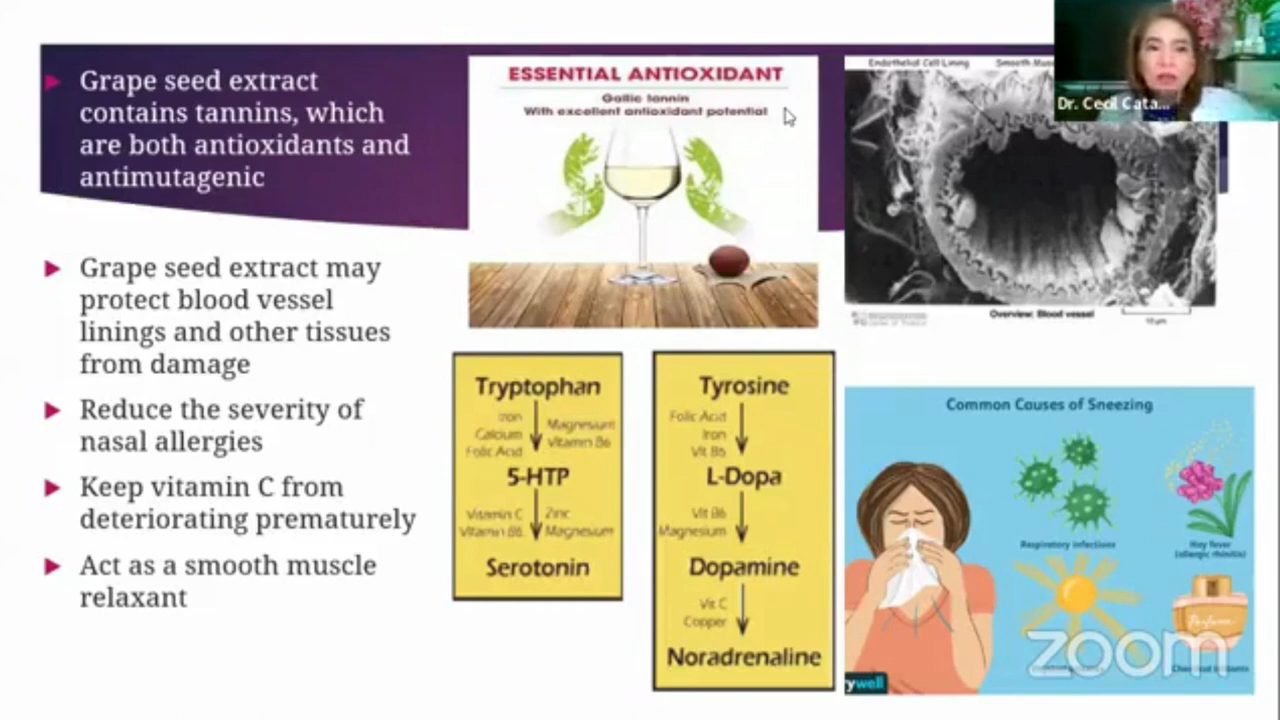 Grape seed extract
contains tannins, which
are both antioxidants and
antimutagenic
Grape seed extract may
protect blood vessel
linings and other tissues
from damage
Reduce the severity of
nasal allergies
Keep vitamin C from
deteriorating prematurely
Act as a smooth muscle
relaxant
ESSENTIAL ANTIOXIDANT
Gallic tannin
With excellent antioxidant potential
Tryptophan
Iron
Calcium
Folic Acid
Magnesium
Vitamin B6
5-HTP
Vitamin C
Vitamin B6
Zinc
Magnesium
Serotonin
Tyrosine
Folic Acid
Iron
Vit B6
L-Dopa
Vit B6
Magnesium
Dopamine
Vit C
Copper
Noradrenaline
Endothelial Cell Lining
Smooth
Dr. Cecil Cata...
Overview: Blood vessel
10 µm
Common Causes of Sneezing
Respiratory infections
Hay fever
(allergic rhinitis)
Perfume
zoom
rywell